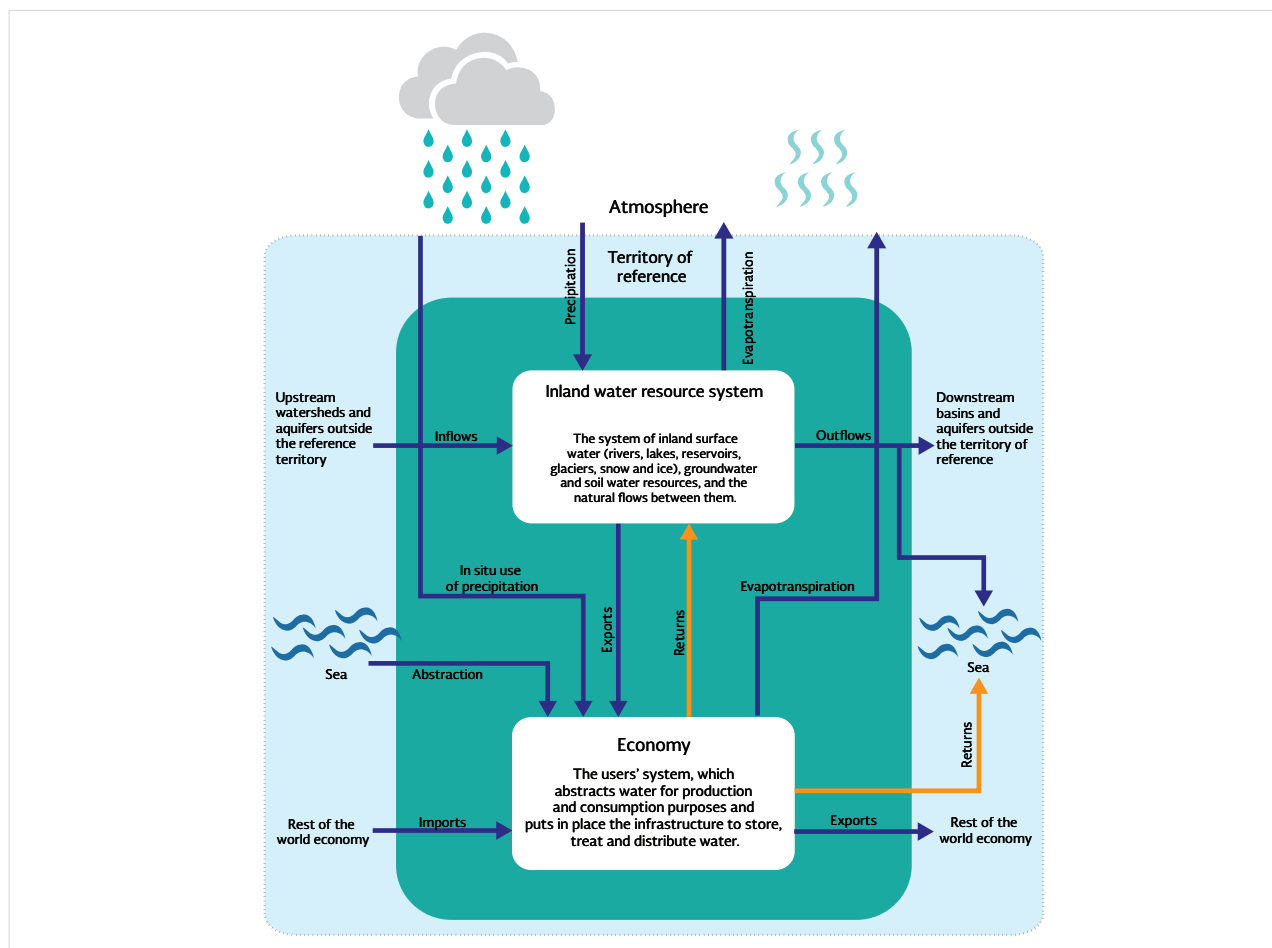 Atmosphere
Territory of
reference
Precipitation
Evapotranspiration
Inland water resource system
The system of inland surface
water (rivers, lakes, reservoirs,
glaciers, snow and ice), groundwater
and soil water resources, and the
natural flows between them.
Upstream
watersheds and
aquifers outside
the reference
territory
Inflows
Outflows
Downstream
basins and
aquifers outside
the territory of
reference
In situ use
of precipitation
Exports
Returns
Evapotranspiration
Sea
Abstraction
Sea
Returns
Economy
The users’ system, which
abstracts water for production
and consumption purposes and
puts in place the infrastructure to store,
treat and distribute water.
Rest of the
world economy
Imports
Exports
Rest of the
world economy